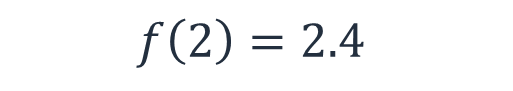 f(2) = 2.4